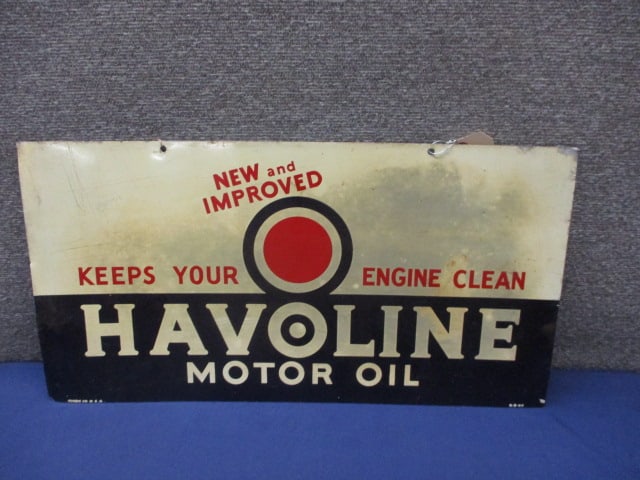 NEW and
IMPROVED
KEEPS YOUR ENGINE CLEAN
HAVOLINE
MOTOR OIL